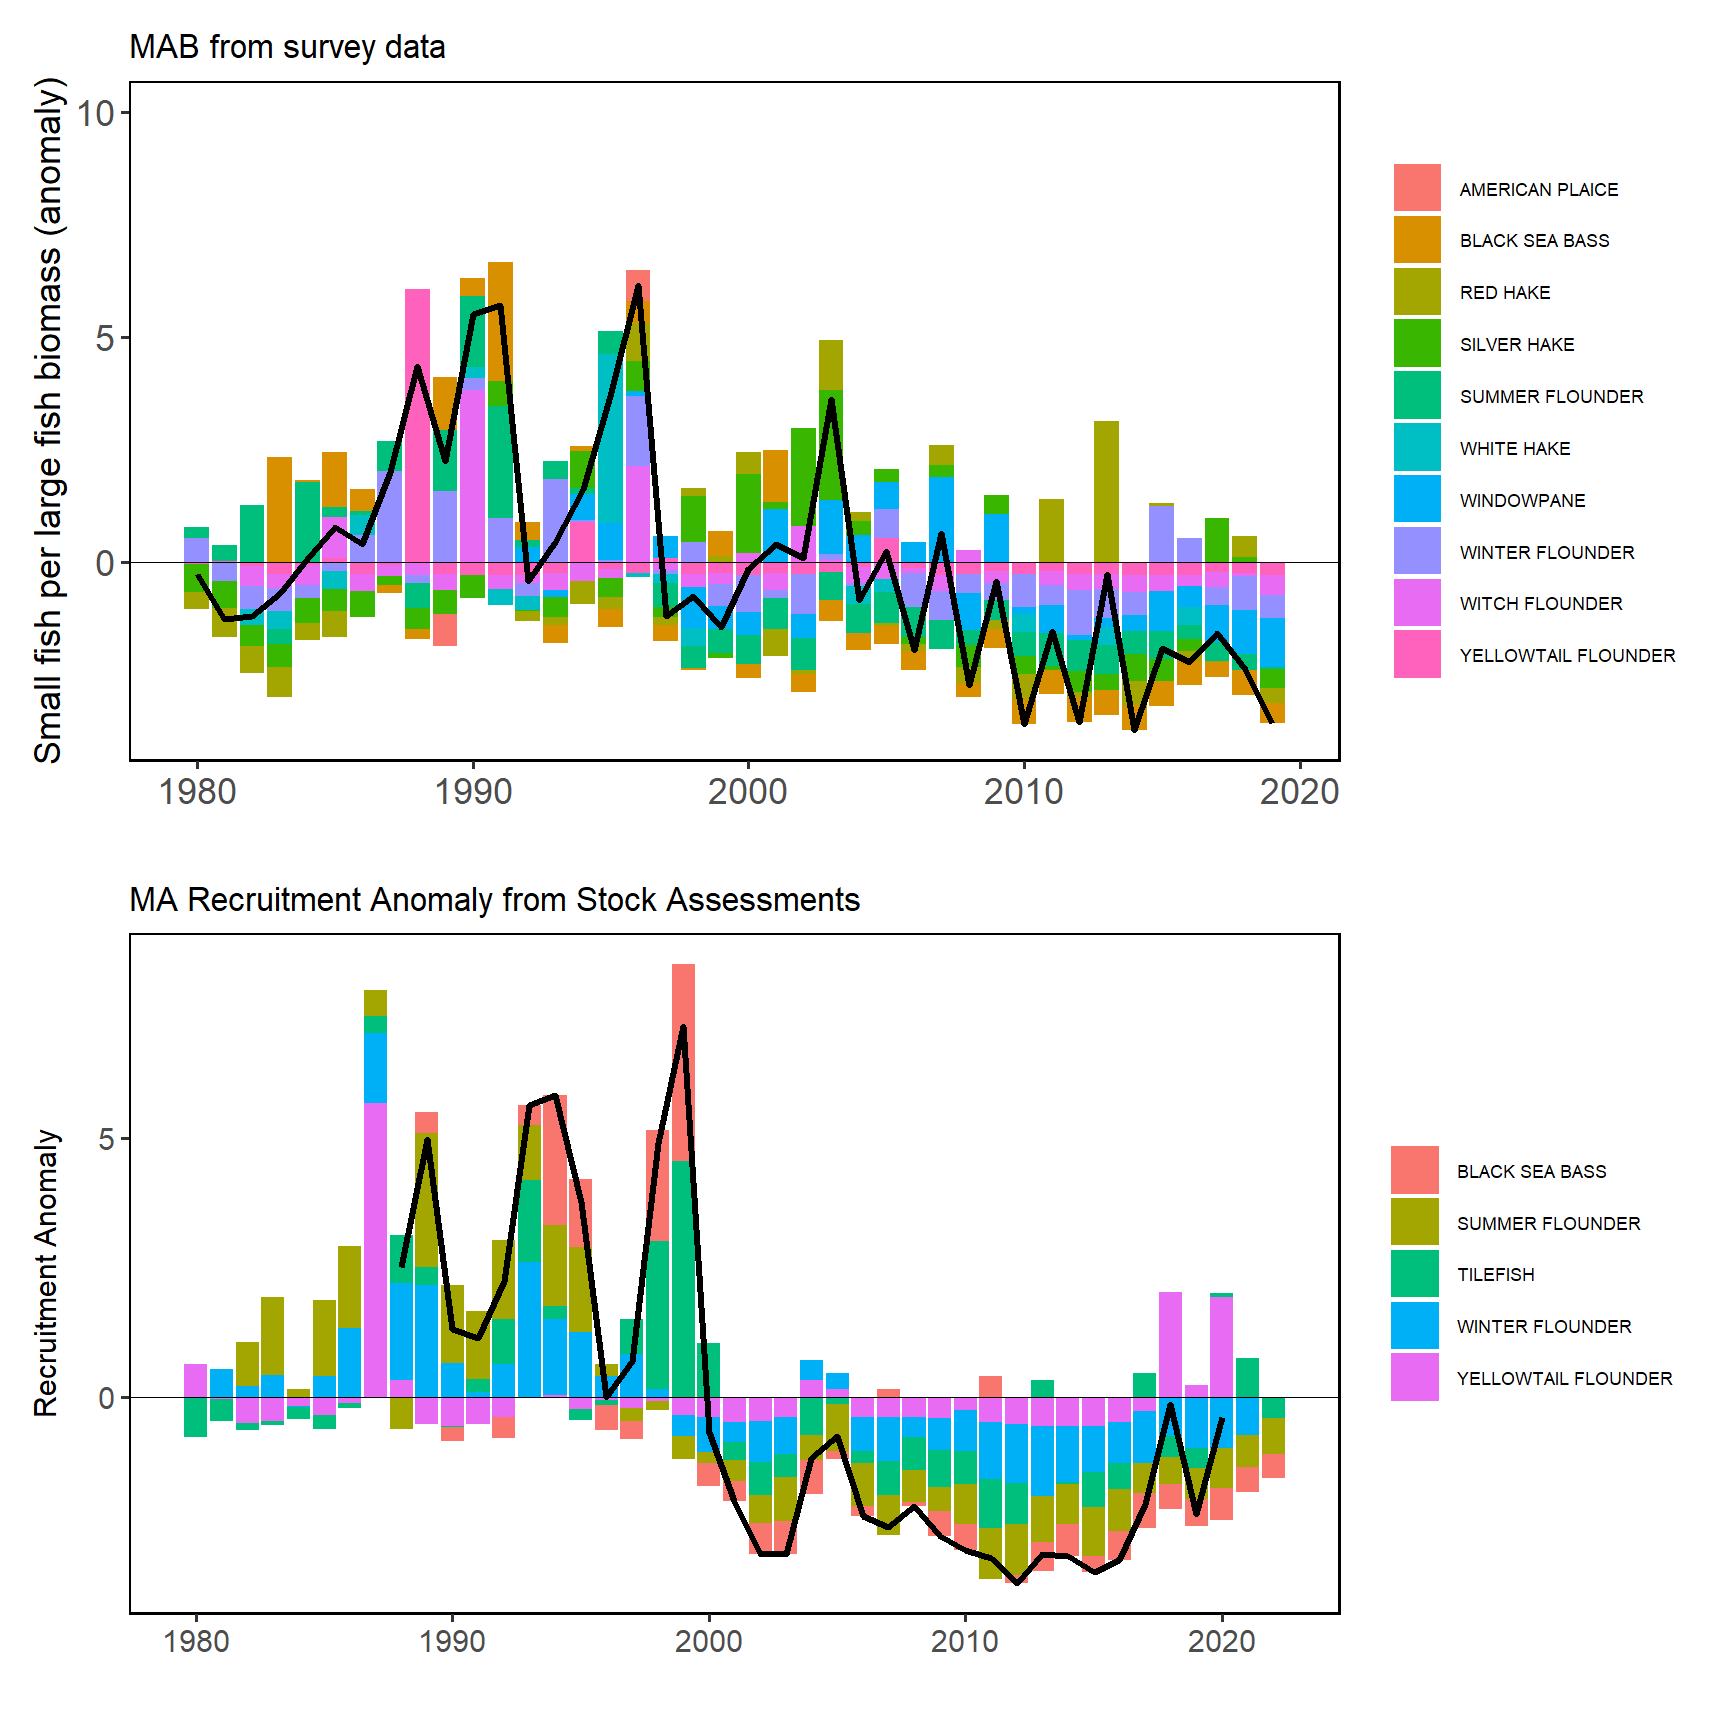 MAB from survey data
Small fish per large fish biomass (anomaly)
10
5
0
1980 1990 2000 2010 2020
AMERICAN PLAICE
BLACK SEA BASS
RED HAKE
SILVER HAKE
SUMMER FLOUNDER
WHITE HAKE
WINDOWPANE
WINTER FLOUNDER
WITCH FLOUNDER
YELLOWTAIL FLOUNDER
MA Recruitment Anomaly from Stock Assessments
Recruitment Anomaly
5
0
1980 1990 2000 2010 2020
BLACK SEA BASS
SUMMER FLOUNDER
TILEFISH
WINTER FLOUNDER
YELLOWTAIL FLOUNDER